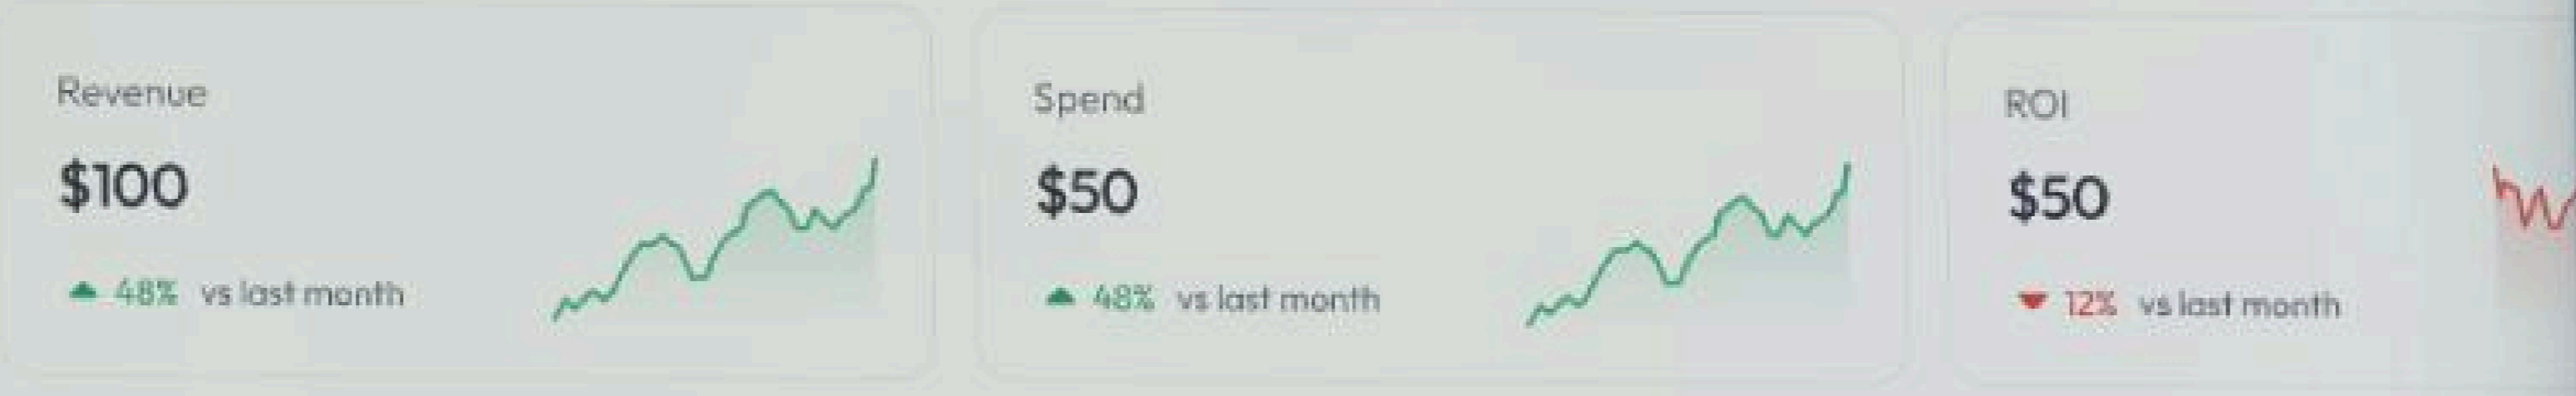 Revenue
$100
48% vs last month
Spend
$50
48% vs last month
ROI
$50
12% vs last month